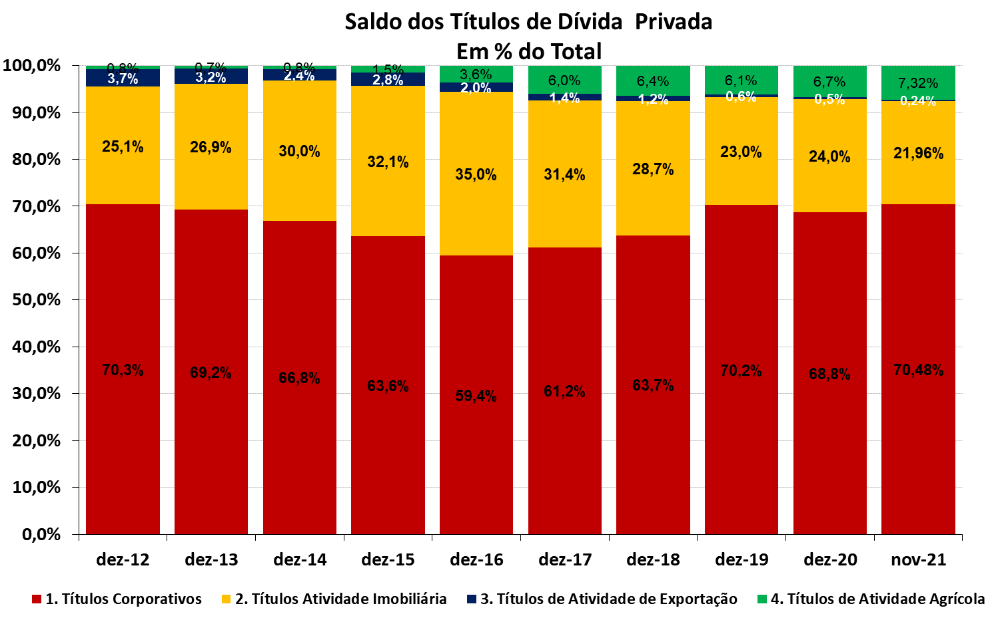 Saldo dos Títulos de Dívida  Privada
Em % do Total
100,0%
90,0%
80,0%
70,0%
60,0%
50,0%
40,0%
30,0%
20,0%
10,0%
0,0%
0,8% 0,7% 0,8% 1,5% 3,6% 6,0% 6,4% 6,1% 6,7% 7,32%
3,7% 3,2% 2,4% 2,8% 2,0% 1,4% 1,2% 0,6% 0,5% 0,24%
25,1% 26,9% 30,0% 32,1% 35,0% 31,4% 28,7% 23,0% 24,0% 21,96%
70,3% 69,2% 66,8% 63,6% 59,4% 61,2% 63,7% 70,2% 68,8% 70,48%
dez-12 dez-13 dez-14 dez-15 dez-16 dez-17 dez-18 dez-19 dez-20 nov-21
1. Títulos Corporativos 2. Títulos Atividade Imobiliária 3. Títulos de Atividade de Exportação 4. Títulos de Atividade Agrícola